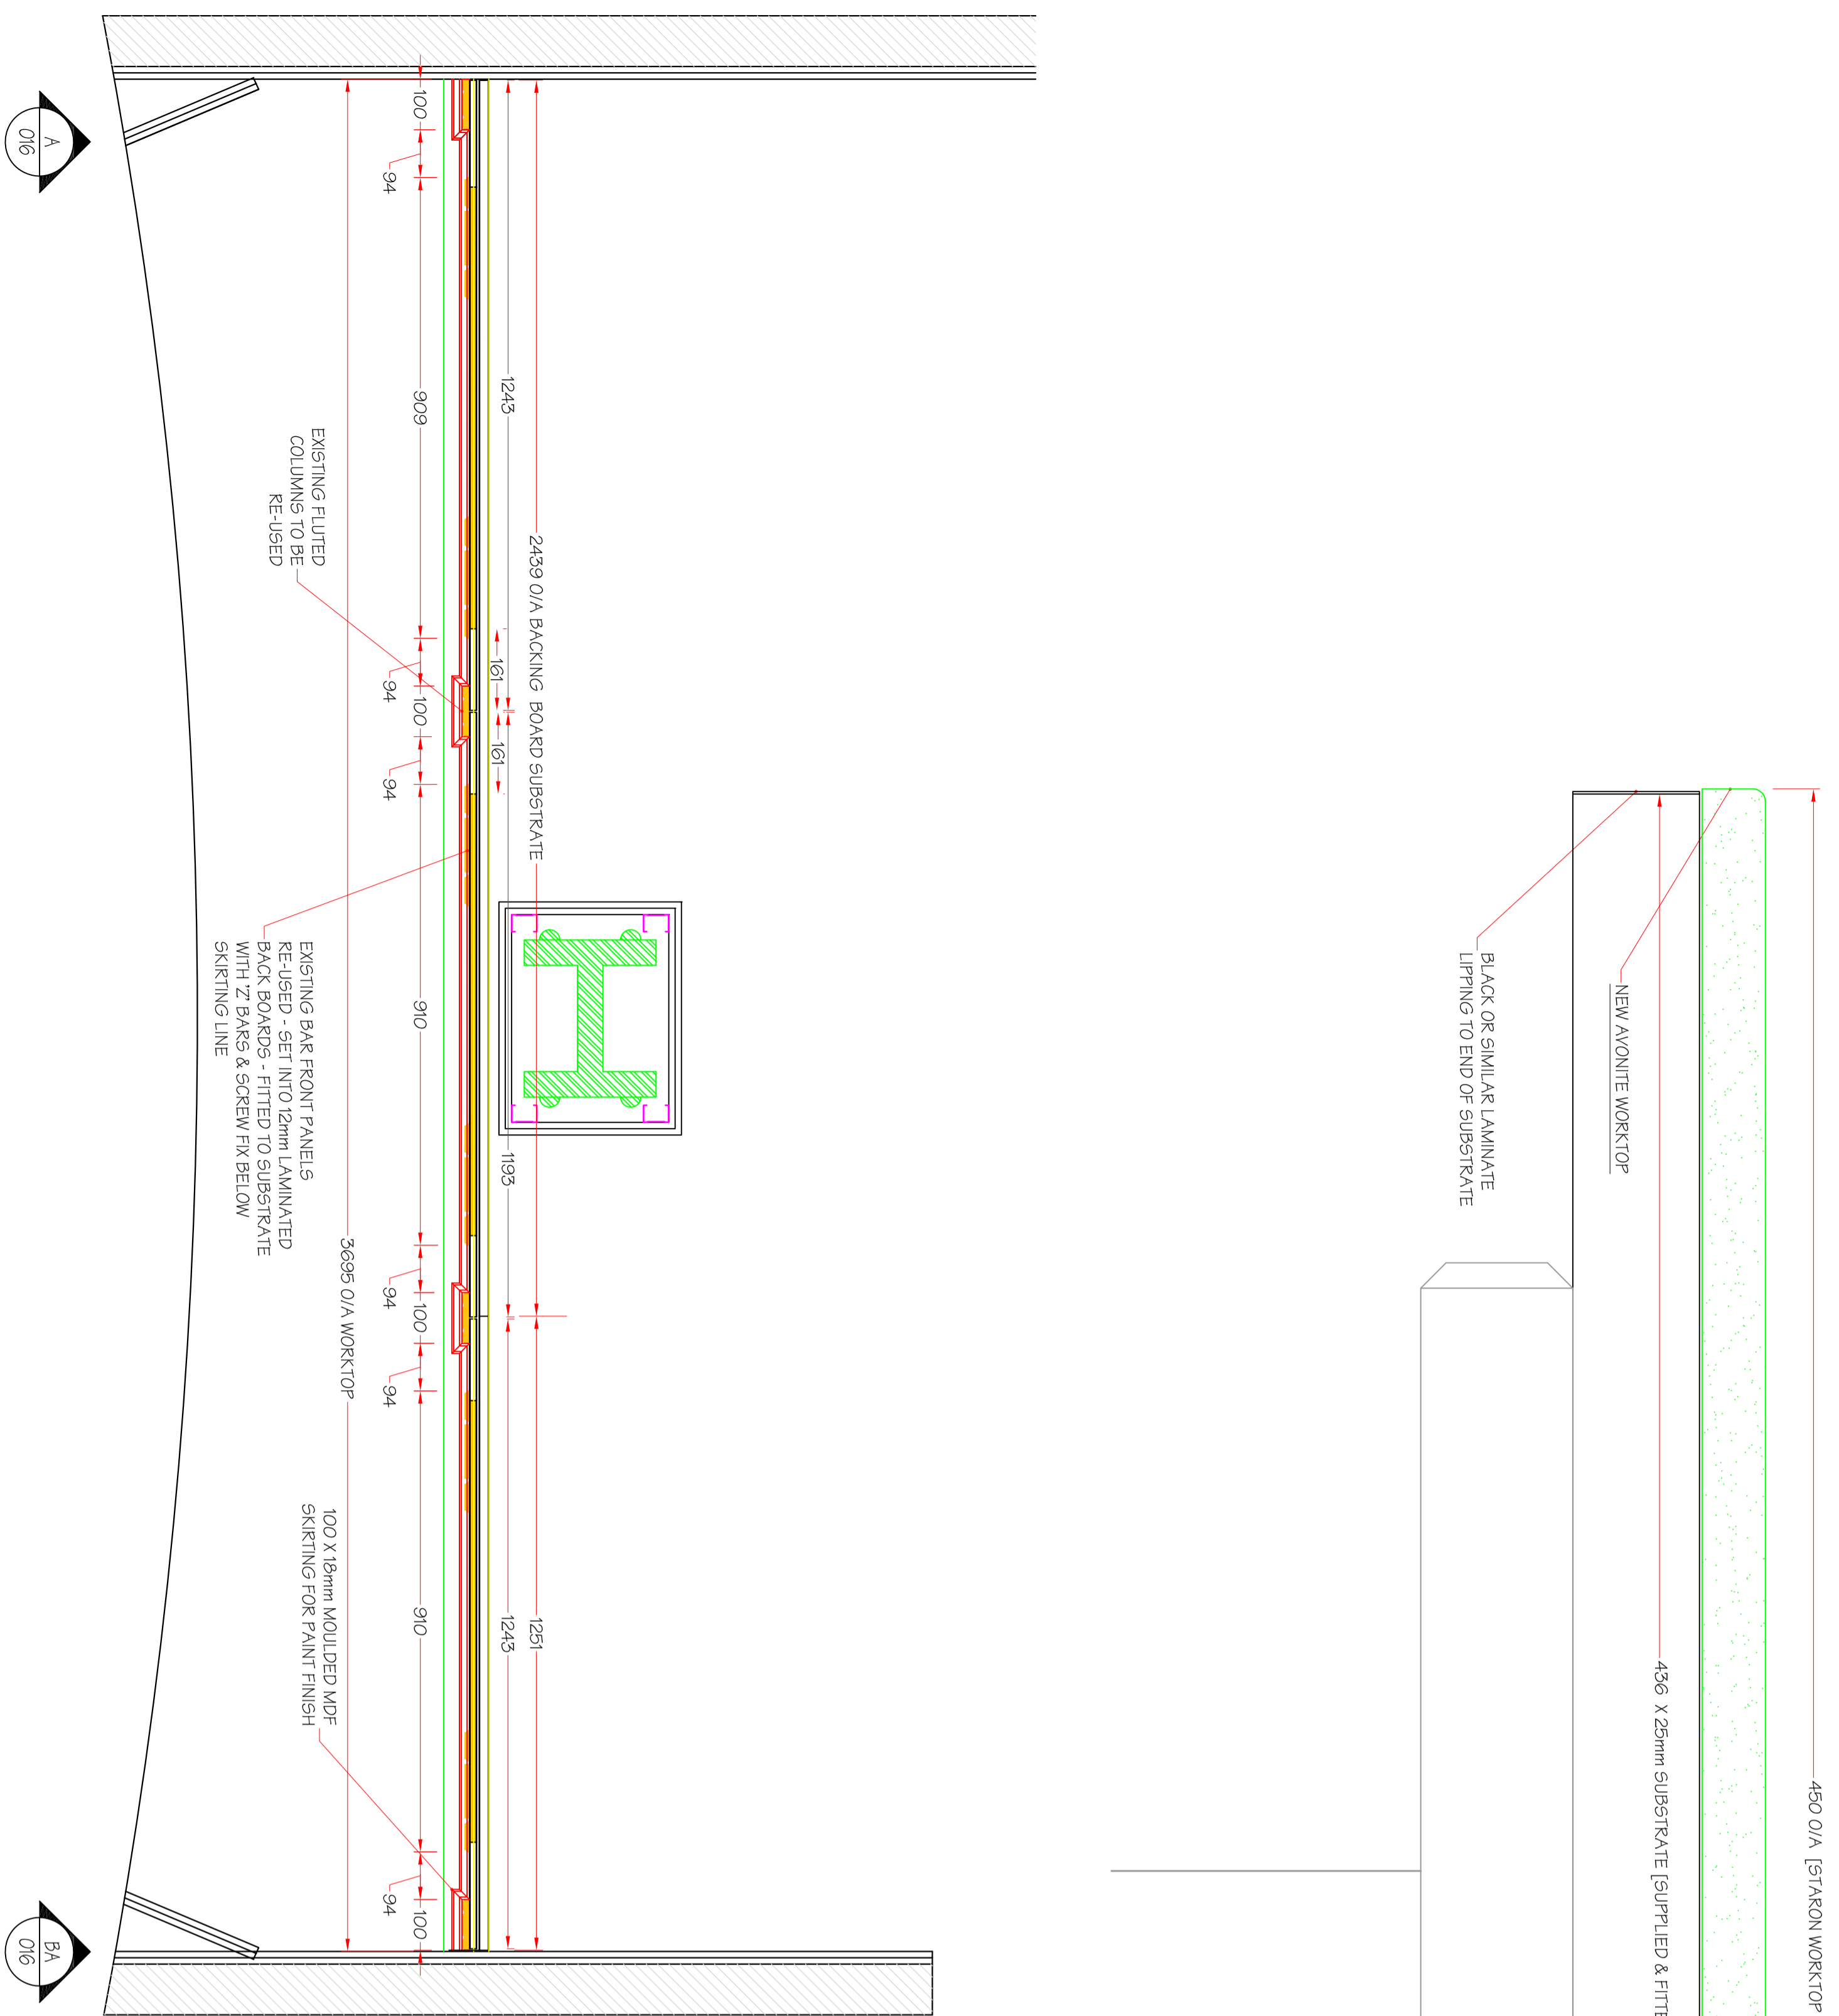 450 O/A [STARON WORKTOP
436 X 25mm SUBSTRATE [SUPPLIED & FITTE
NEW AVONITE WORKTOP
BLACK OR SIMILAR LAMINATE
LIPPING TO END OF SUBSTRATE
2439 O/A BACKING BOARD SUBSTRATE
1251
1243
1193
1243
161
161
100
909
100
910
100
910
100
94
94
94
94
94
94
3695 O/A WORKTOP
EXISTING FLUTED
COLUMNS TO BE
RE-USED
EXISTING BAR FRONT PANELS
RE-USED - SET INTO 12mm LAMINATED
BACK BOARDS - FITTED TO SUBSTRATE
WITH 'Z' BARS & SCREW FIX BELOW
SKIRTING LINE
100 X 18mm MOULDED MDF
SKIRTING FOR PAINT FINISH
A
016
BA
016